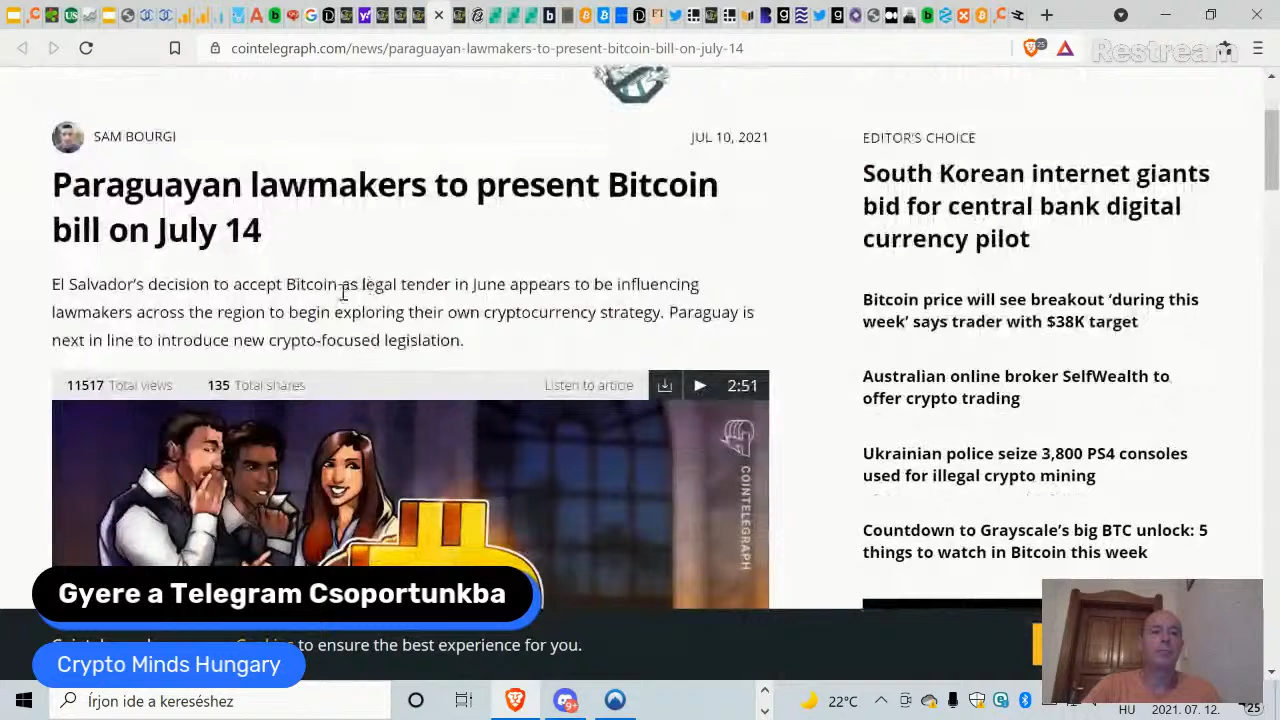 cointelegraph.com/news/paraguayan-lawmakers-to-present-bitcoin-bill-on-july-14
25
Restream
SAM BOURGI
JUL 10, 2021
Paraguayan lawmakers to present Bitcoin
bill on July 14
El Salvador's decision to accept Bitcoin as legal tender in June appears to be influencing
lawmakers across the region to begin exploring their own cryptocurrency strategy. Paraguay is
next in line to introduce new crypto-focused legislation.
11517 Total views
135 Total shares
Listen to article
2:51
COINTELEGRAPH
EDITOR'S CHOICE
South Korean internet giants
bid for central bank digital
currency pilot
Bitcoin price will see breakout 'during this
week' says trader with $38K target
Australian online broker SelfWealth to
offer crypto trading
Ukrainian police seize 3,800 PS4 consoles
used for illegal crypto mining
Countdown to Grayscale's big BTC unlock: 5
things to watch in Bitcoin this week
Gyere a Telegram Csoportunkba
to ensure the best experience for you.
Crypto Minds Hungary
Írjon ide a kereséshez
9+
22°C
HU
2021. 07. 12.
25